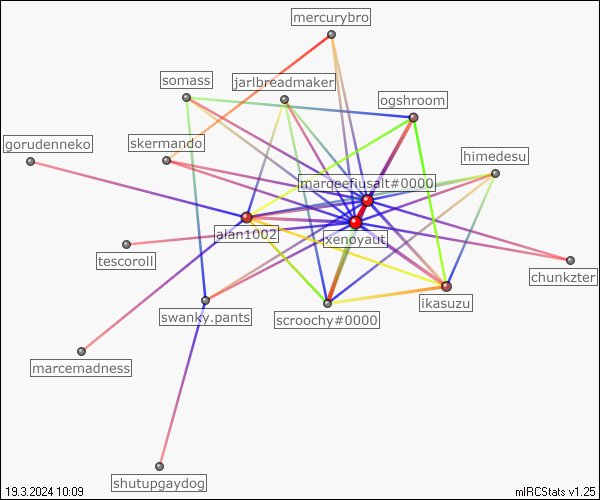 mercurybro
somass
jarlbreadmaker
ogshroom
gorudenneko
skermando
himedesu
marqeefiusalt#0000
alan1002
xenoyaut
tescoroll
chunkzter
ikasuzu
swanky.pants
scroochy#0000
marcemadness
shutupgaydog
19.3.2024 10:09
mIRCStats v1.25